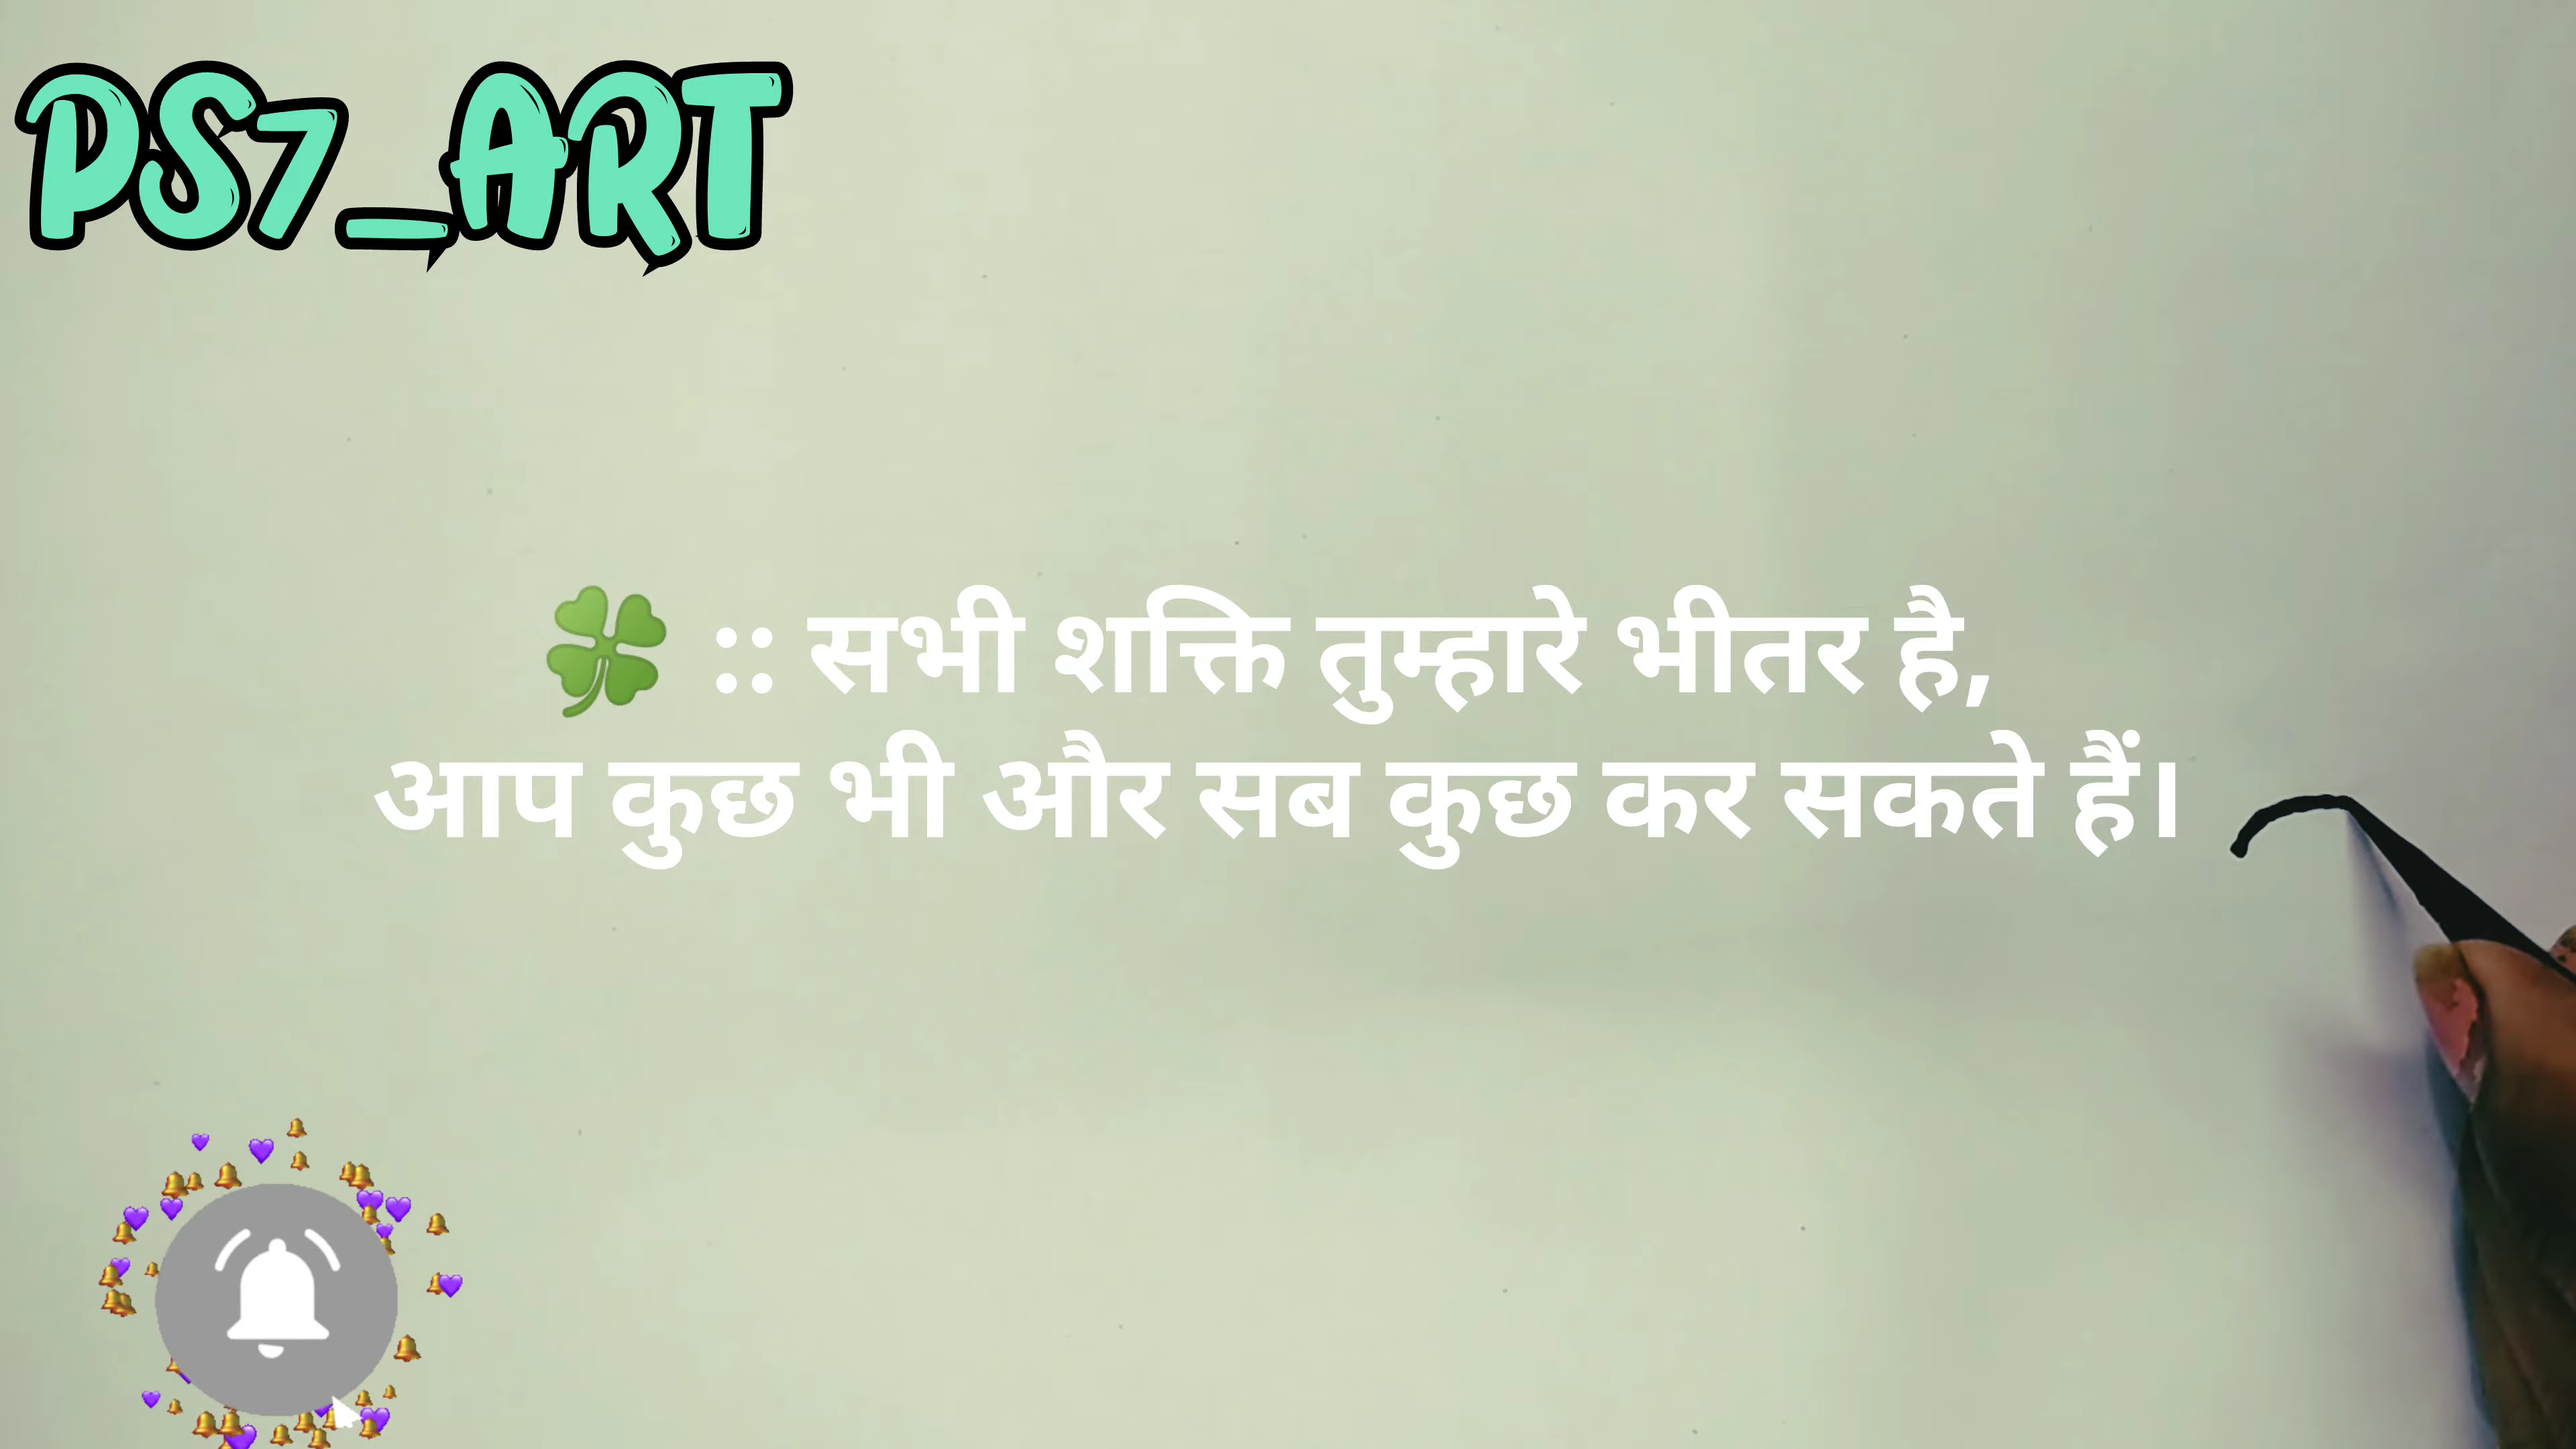 PS7_ART
🍀 :: सभी शक्ति तुम्हारे भीतर है,
आप कुछ भी और सब कुछ कर सकते हैं।